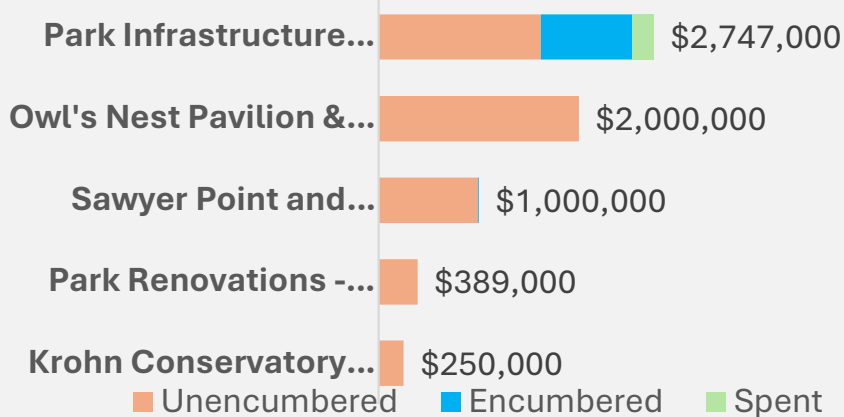 Park Infrastructure... $2,747,000
Owl's Nest Pavilion &... $2,000,000
Sawyer Point and... $1,000,000
Park Renovations -... $389,000
Krohn Conservatory... $250,000
Unencumbered Encumbered Spent